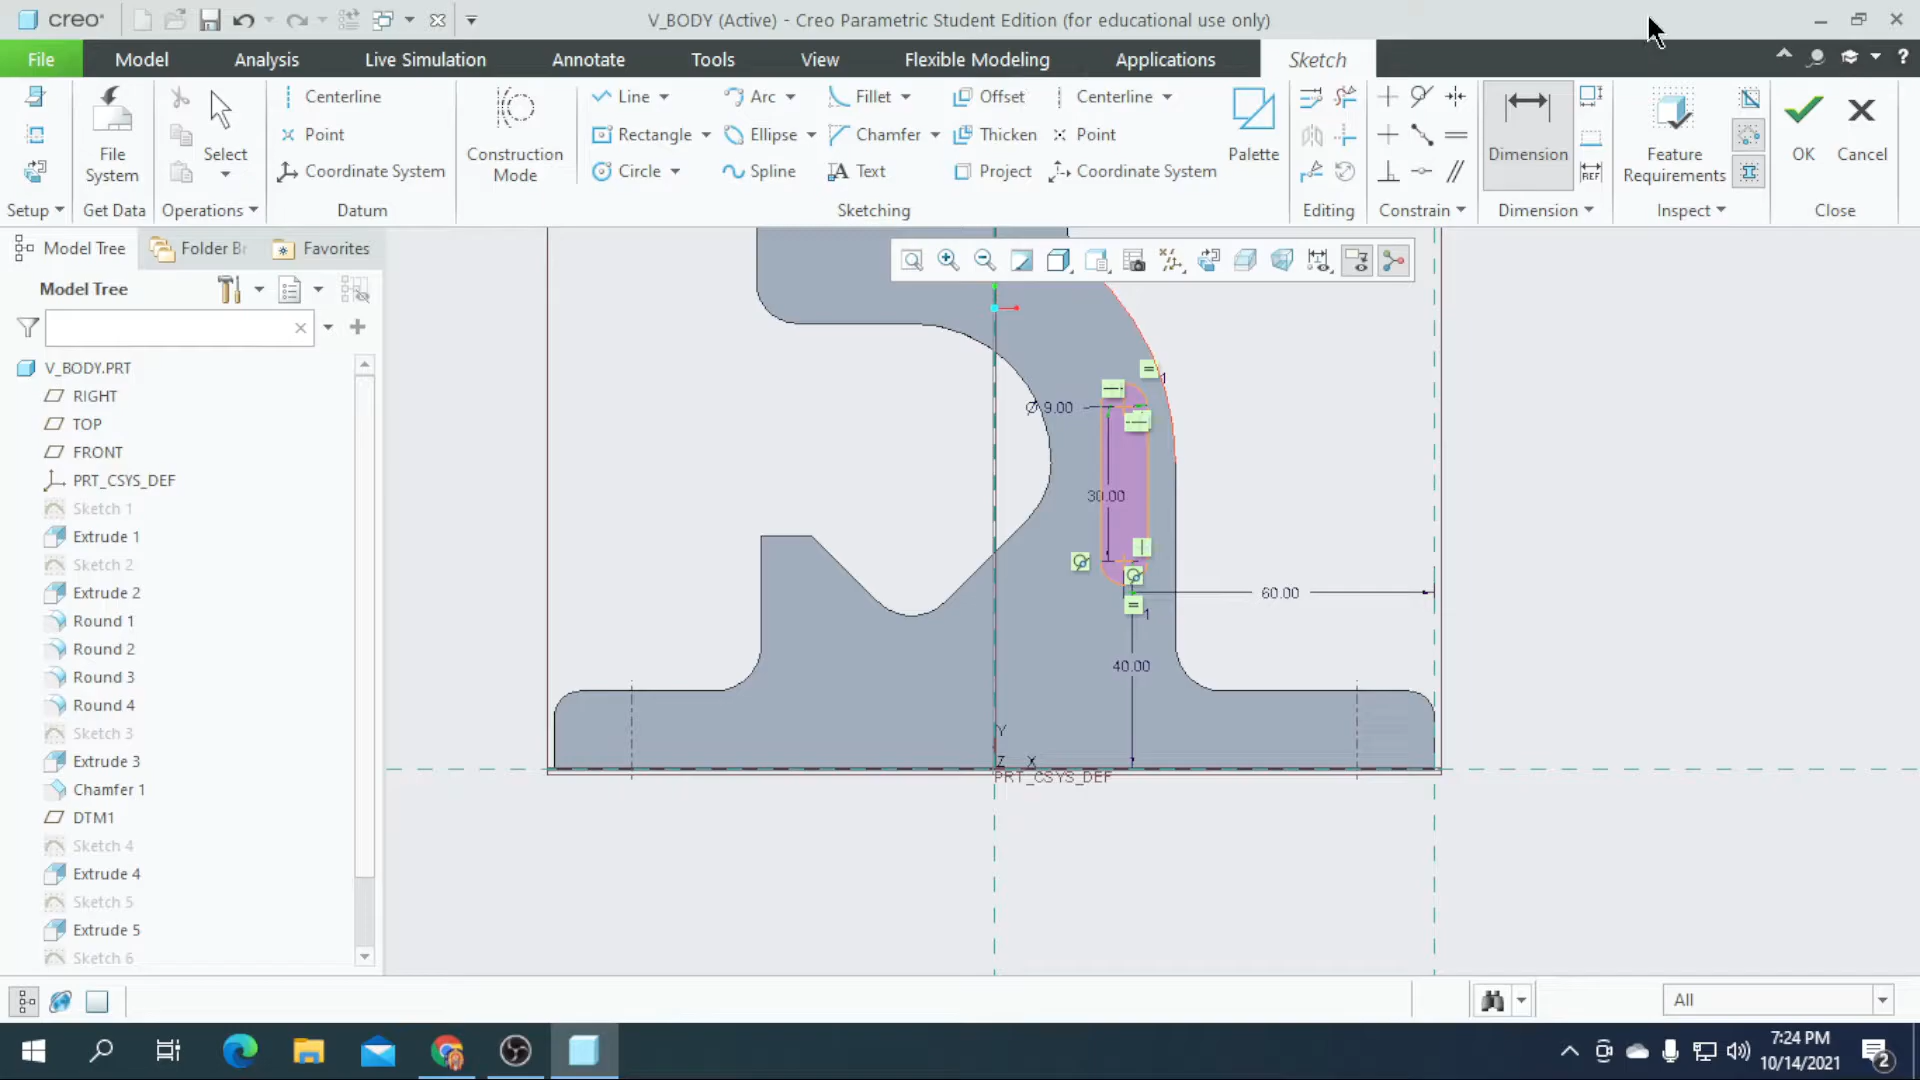 creo®
V_BODY (Active) - Creo Parametric Student Edition (for educational use only)
File
Model
Analysis
Live Simulation
Annotate
Tools
View
Flexible Modeling
Applications
Sketch
File System
Select
Centerline
Point
Coordinate System
Construction Mode
Line
Arc
Fillet
Offset
Centerline
Rectangle
Ellipse
Chamfer
Thicken
Point
Circle
Spline
Text
Project
Coordinate System
Palette
Dimension
REF
Feature Requirements
OK
Cancel
Setup
Get Data
Operations
Datum
Sketching
Editing
Constrain
Dimension
Inspect
Close
Model Tree
Folder Br
Favorites
Model Tree
V_BODY.PRT
RIGHT
TOP
FRONT
PRT_CSYS_DEF
Sketch 1
Extrude 1
Sketch 2
Extrude 2
Round 1
Round 2
Round 3
Round 4
Sketch 3
Extrude 3
Chamfer 1
DTM1
Sketch 4
Extrude 4
Sketch 5
Extrude 5
Sketch 6
1
Ø 9.00
30.00
60.00
1
40.00
Y
Z X
PRT_CSYS_DEF
All
7:24 PM
10/14/2021
2